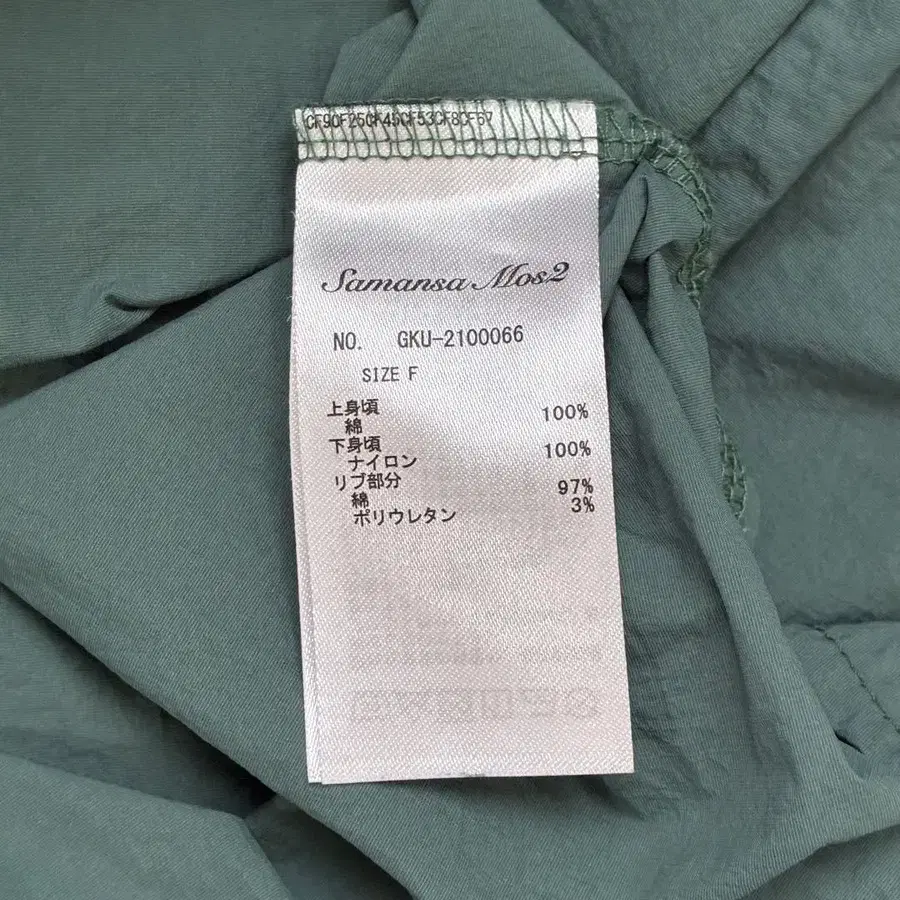 Samansa Mos2
NO. GKU-2100066
SIZE F
上身頃
綿 100%
下身頃
ナイロン 100%
リブ部分
綿 97%
ポリウレタン 3%